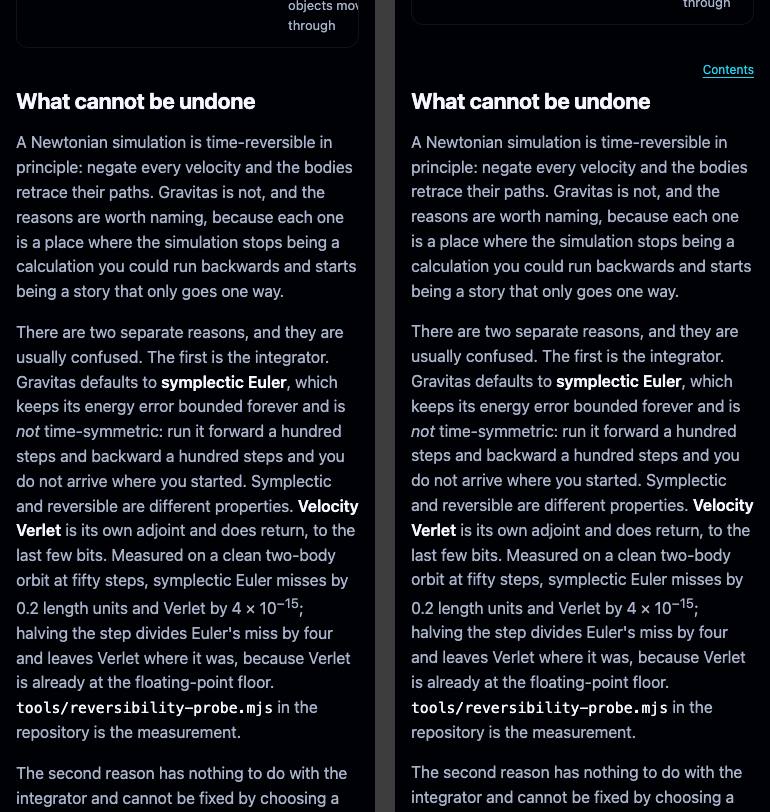 objects mov
through
What cannot be undone
A Newtonian simulation is time-reversible in
principle: negate every velocity and the bodies
retrace their paths. Gravitas is not, and the
reasons are worth naming, because each one
is a place where the simulation stops being a
calculation you could run backwards and starts
being a story that only goes one way.
There are two separate reasons, and they are
usually confused. The first is the integrator.
Gravitas defaults to symplectic Euler, which
keeps its energy error bounded forever and is
not time-symmetric: run it forward a hundred
steps and backward a hundred steps and you
do not arrive where you started. Symplectic
and reversible are different properties. Velocity
Verlet is its own adjoint and does return, to the
last few bits. Measured on a clean two-body
orbit at fifty steps, symplectic Euler misses by
0.2 length units and Verlet by 4 × 10⁻¹⁵;
halving the step divides Euler's miss by four
and leaves Verlet where it was, because Verlet
is already at the floating-point floor.
tools/reversibility-probe.mjs in the
repository is the measurement.
The second reason has nothing to do with the
integrator and cannot be fixed by choosing a
through
Contents
What cannot be undone
A Newtonian simulation is time-reversible in
principle: negate every velocity and the bodies
retrace their paths. Gravitas is not, and the
reasons are worth naming, because each one
is a place where the simulation stops being a
calculation you could run backwards and starts
being a story that only goes one way.
There are two separate reasons, and they are
usually confused. The first is the integrator.
Gravitas defaults to symplectic Euler, which
keeps its energy error bounded forever and is
not time-symmetric: run it forward a hundred
steps and backward a hundred steps and you
do not arrive where you started. Symplectic
and reversible are different properties. Velocity
Verlet is its own adjoint and does return, to the
last few bits. Measured on a clean two-body
orbit at fifty steps, symplectic Euler misses by
0.2 length units and Verlet by 4 × 10⁻¹⁵;
halving the step divides Euler's miss by four
and leaves Verlet where it was, because Verlet
is already at the floating-point floor.
tools/reversibility-probe.mjs in the
repository is the measurement.
The second reason has nothing to do with the
integrator and cannot be fixed by choosing a